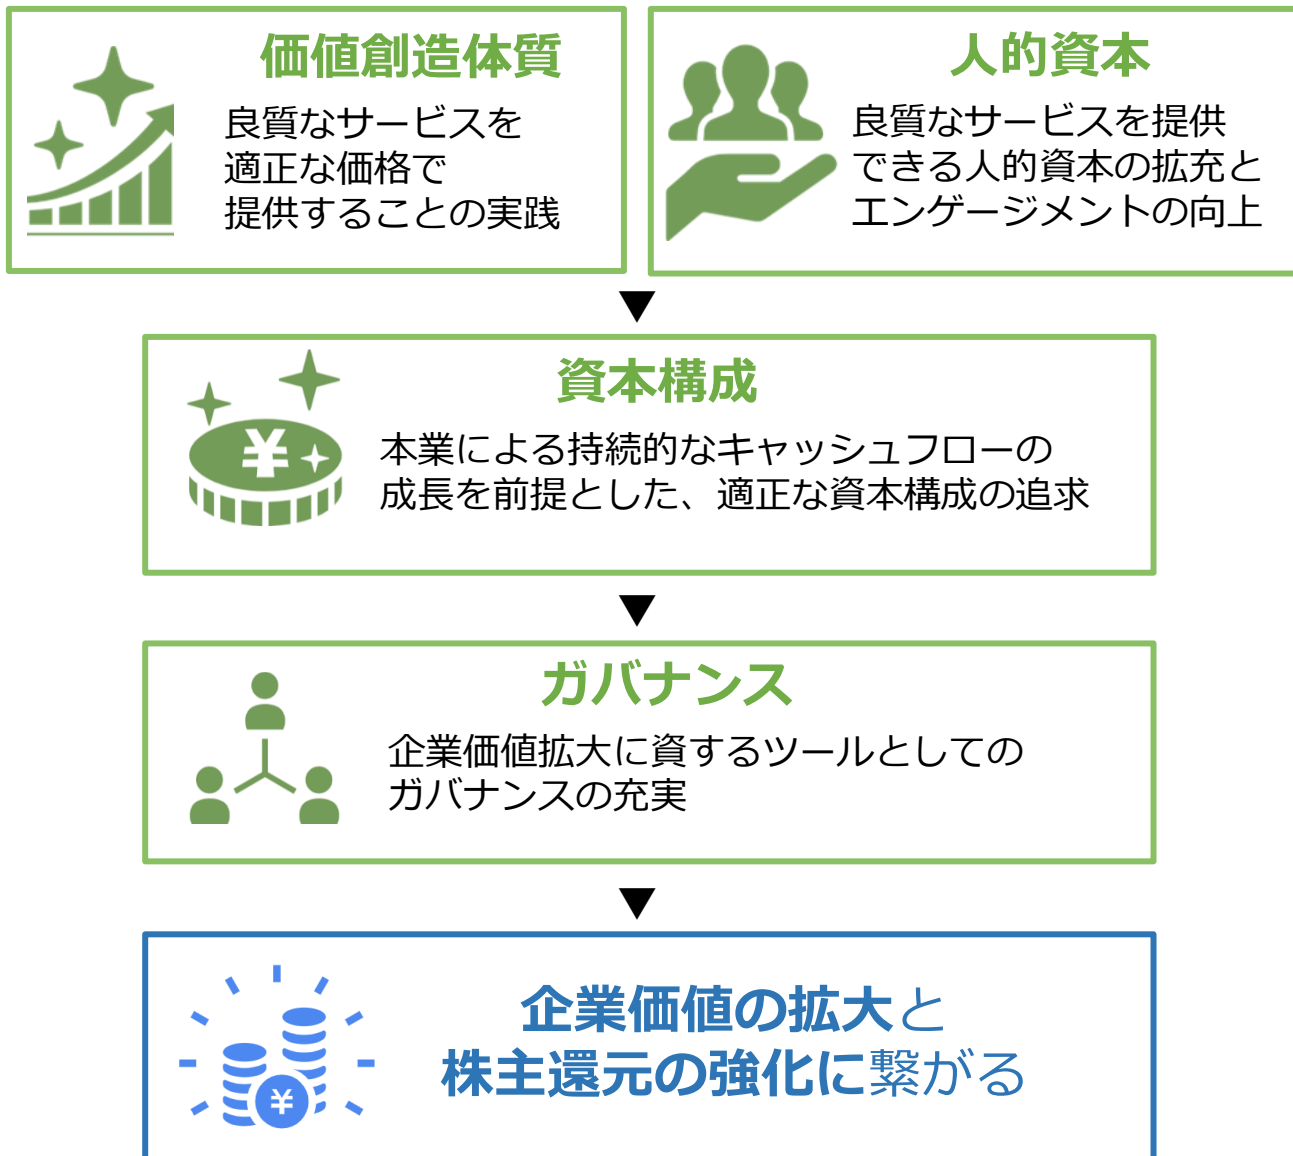 価値創造体質
良質なサービスを
適正な価格で
提供することの実践
人的資本
良質なサービスを提供
できる人的資本の拡充と
エンゲージメントの向上
▼
資本構成
¥
本業による持続的なキャッシュフローの
成長を前提とした、適正な資本構成の追求
▼
ガバナンス
企業価値拡大に資するツールとしての
ガバナンスの充実
▼
企業価値の拡大と
株主還元の強化に繋がる
¥